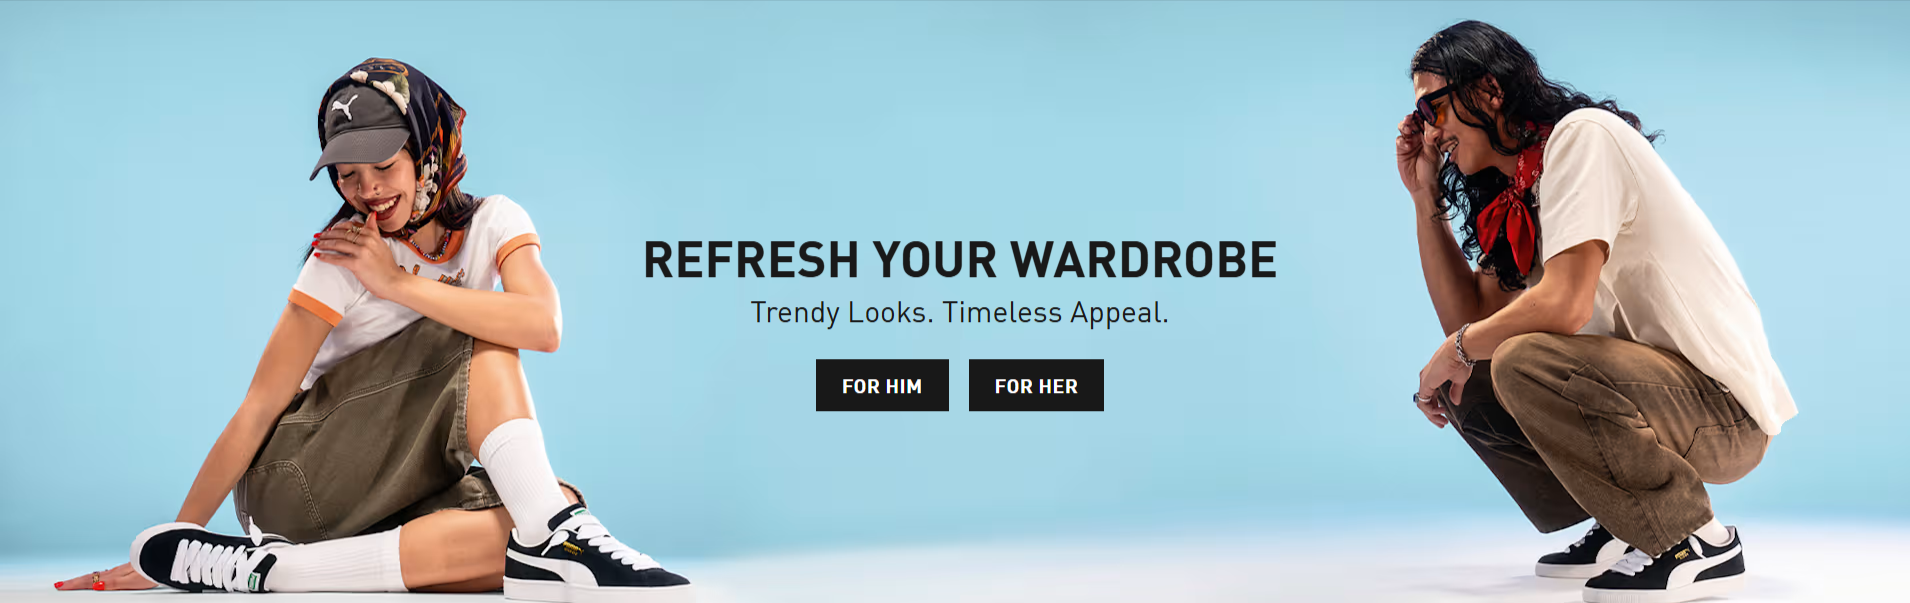 REFRESH YOUR WARDROBE
Trendy Looks. Timeless Appeal.
FOR HIM
FOR HER